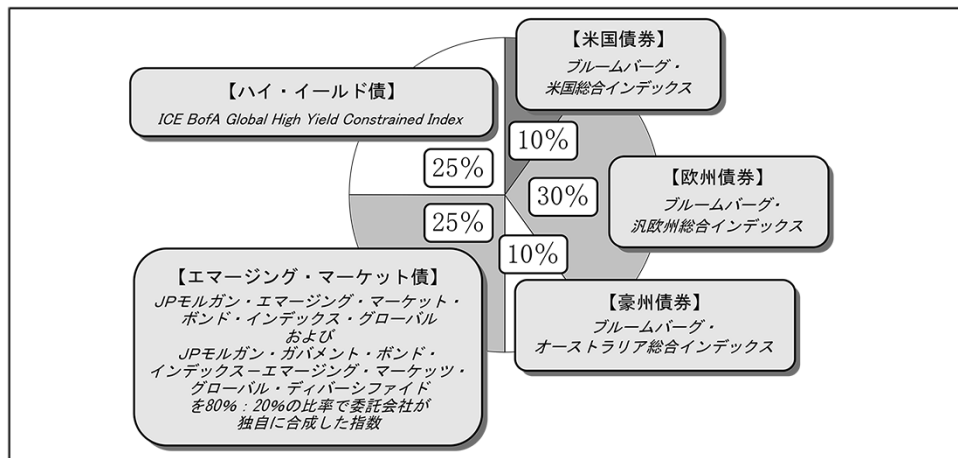 【米国債券】
ブルームバーグ・
米国総合インデックス
【ハイ・イールド債】
ICE BofA Global High Yield Constrained Index
10%
25%
30%
25%
10%
【欧州債券】
ブルームバーグ・
汎欧州総合インデックス
【エマージング・マーケット債】
JPモルガン・エマージング・マーケット・
ボンド・インデックス・グローバル
および
JPモルガン・ガバメント・ボンド・
インデックス－エマージング・マーケッツ・
グローバル・ディバーシファイド
を80%：20%の比率で委託会社が
独自に合成した指数
【豪州債券】
ブルームバーグ・
オーストラリア総合インデックス